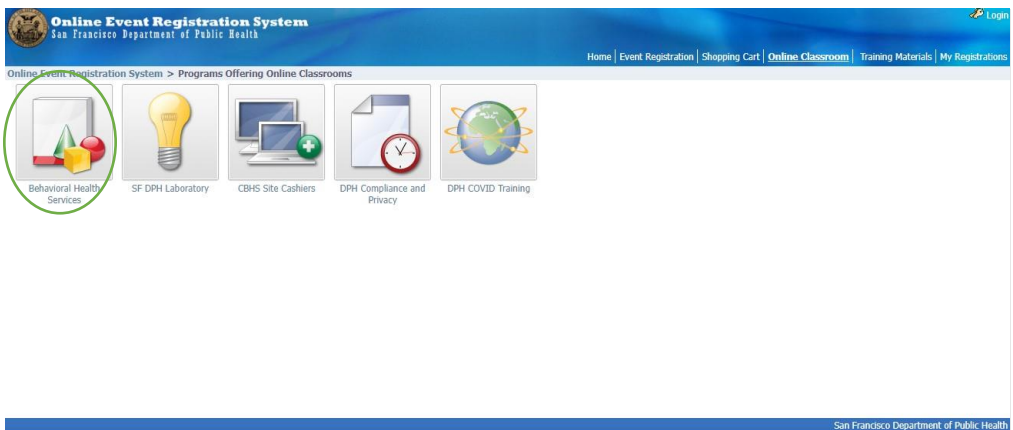 Online Event Registration System
San Francisco Department of Public Health
Login
Home | Event Registration | Shopping Cart | Online Classroom | Training Materials | My Registrations
Online Event Registration System > Programs Offering Online Classrooms
Behavioral Health Services
SF DPH Laboratory
CBHS Site Cashiers
DPH Compliance and Privacy
DPH COVID Training
San Francisco Department of Public Health